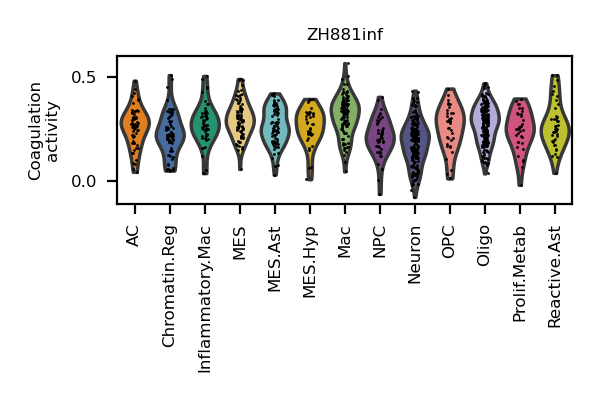 ZH881inf
Coagulation
activity
0.5
0.0
AC
Chromatin.Reg
Inflammatory.Mac
MES
MES.Ast
MES.Hyp
Mac
NPC
Neuron
OPC
Oligo
Prolif.Metab
Reactive.Ast